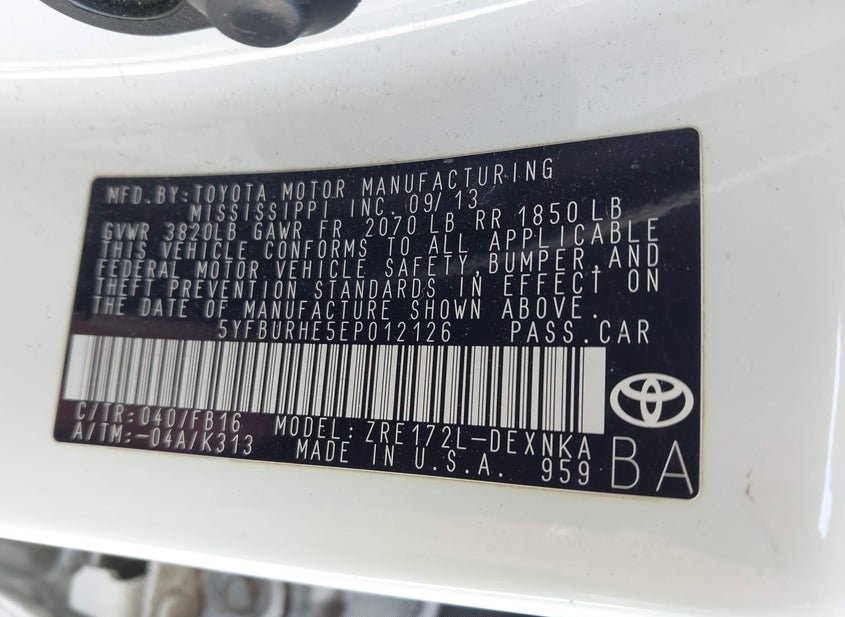 MFD. BY: TOYOTA MOTOR MANUFACTURING
MISSISSIPPI INC. 09/13
GVWR 3820LB GAWR FR 2070 LB RR 1850 LB
THIS VEHICLE CONFORMS TO ALL APPLICABLE
FEDERAL MOTOR VEHICLE SAFETY, BUMPER, AND
THEFT PREVENTION STANDARDS IN EFFECT ON
THE DATE OF MANUFACTURE SHOWN ABOVE.
5YFBURHE5EP012126 PASS.CAR
C/TR: 040/FB16 MODEL: ZRE172L-DEXNKA
A/TM:-04A/K313 MADE IN U.S.A. 959
BA